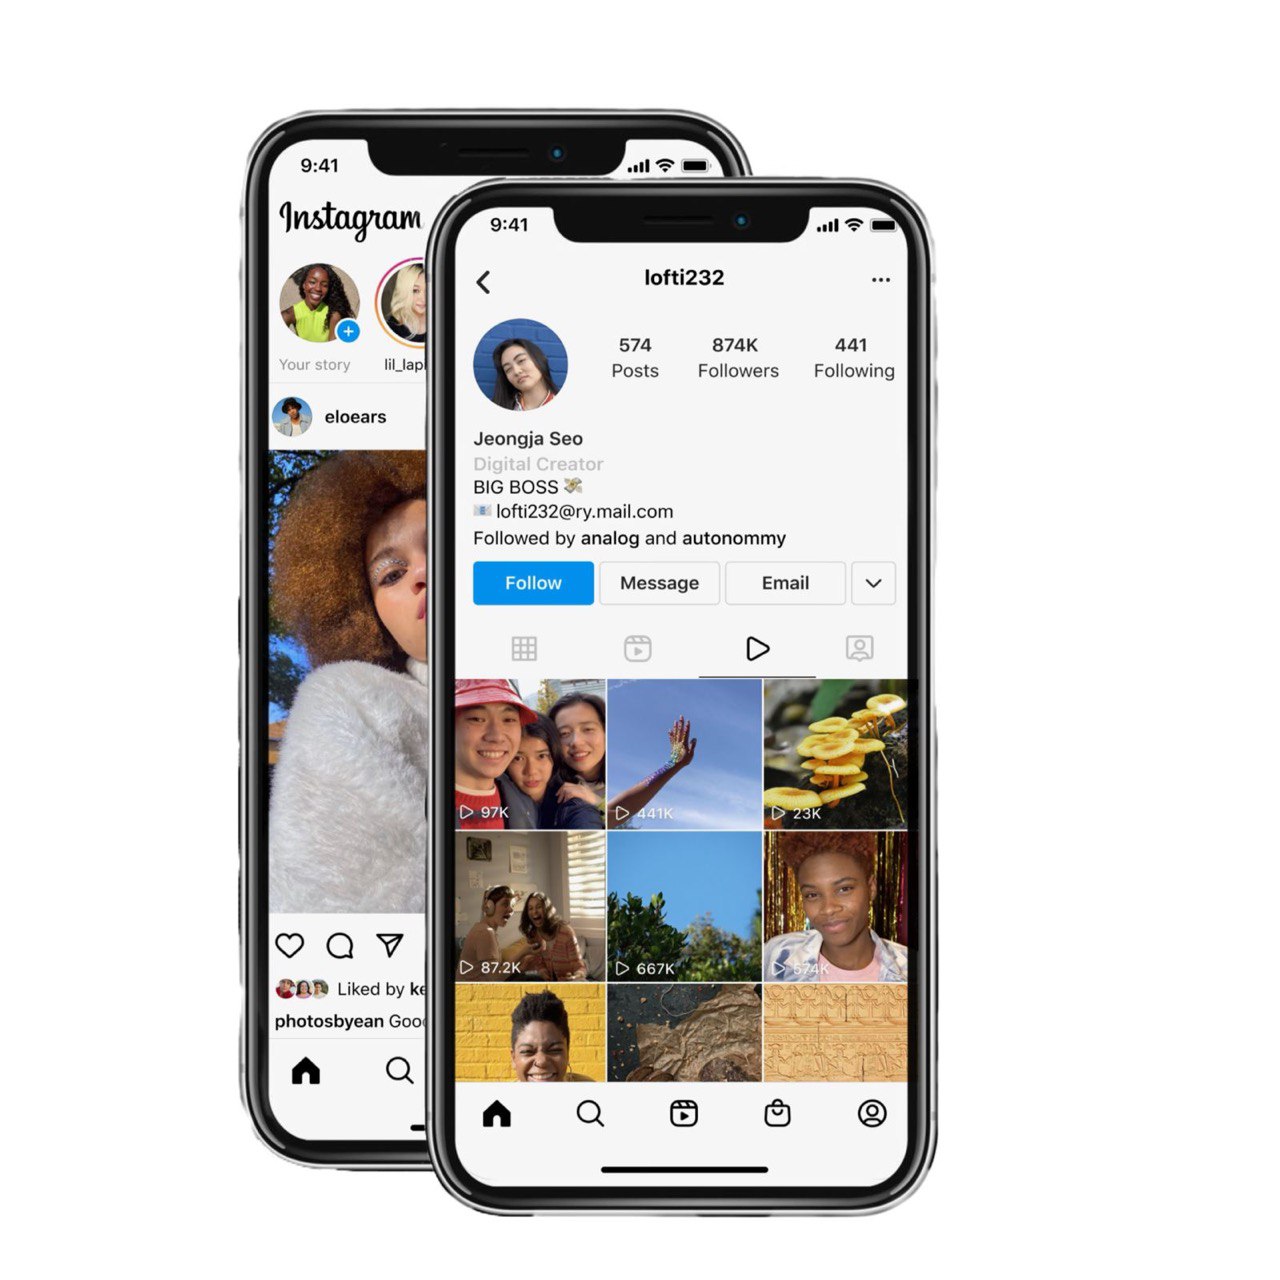 9:41
Instagram
Your story
lil_lapi
eloears
Liked by ke
photosbyean Gooo
9:41
lofti232
574 874K 441
Posts Followers Following
Jeongja Seo
Digital Creator
BIG BOSS 💸
📧 lofti232@ry.mail.com
Followed by analog and autonommy
Follow Message Email
97K 441K 23K
87.2K 667K 574K